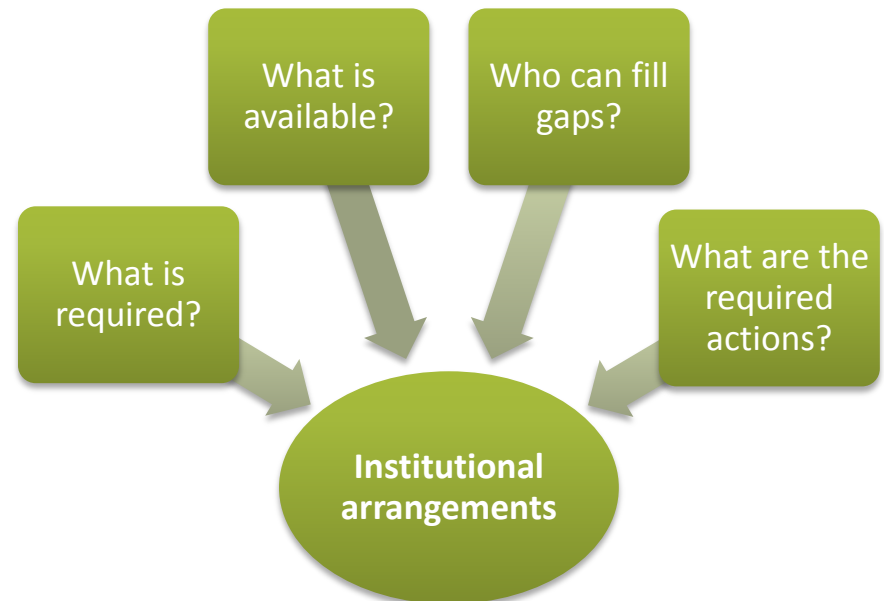 What is
available?
Who can fill
gaps?
What is
required?
What are the
required
actions?
Institutional
arrangements